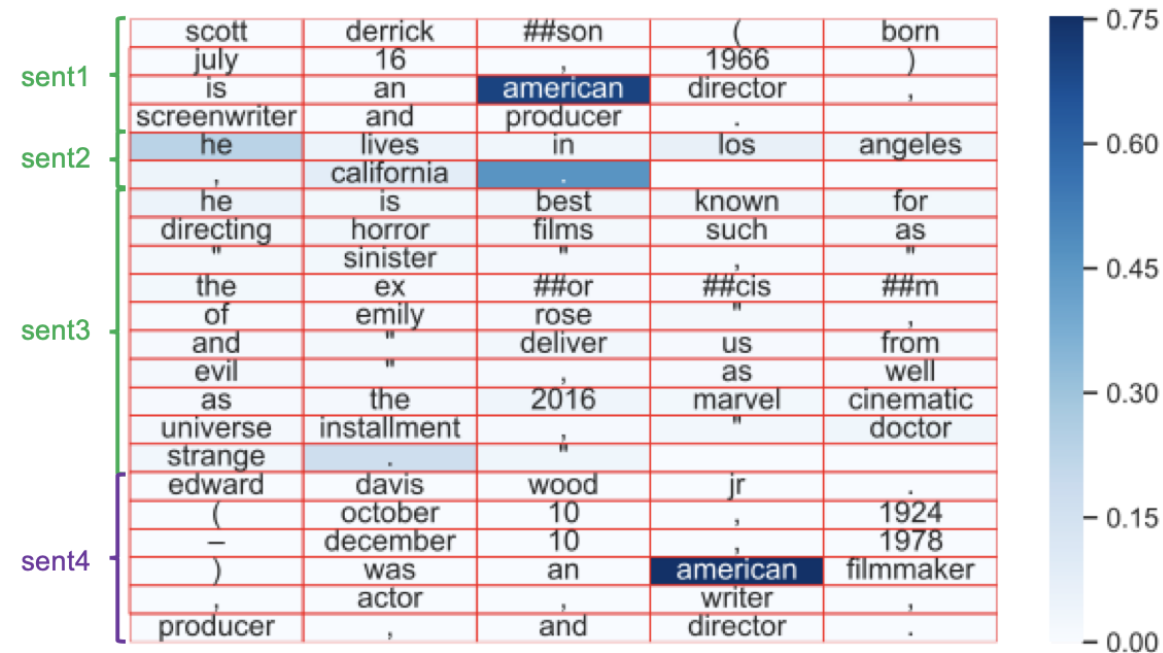 scott derrick ##son ( born
july 16 , 1966 )
sent1
is an american director ,
screenwriter and producer .
he lives in los angeles
sent2
, california .
he is best known for
directing horror films such as
" sinister " , "
the ex ##or ##cis ##m
of emily rose " ,
sent3
and " deliver us from
evil " , as well
as the 2016 marvel cinematic
universe installment , " doctor
strange . "
edward davis wood jr .
( october 10 , 1924
– december 10 , 1978
sent4
) was an american filmmaker
, actor , writer ,
producer , and director .
0.75
0.60
0.45
0.30
0.15
0.00